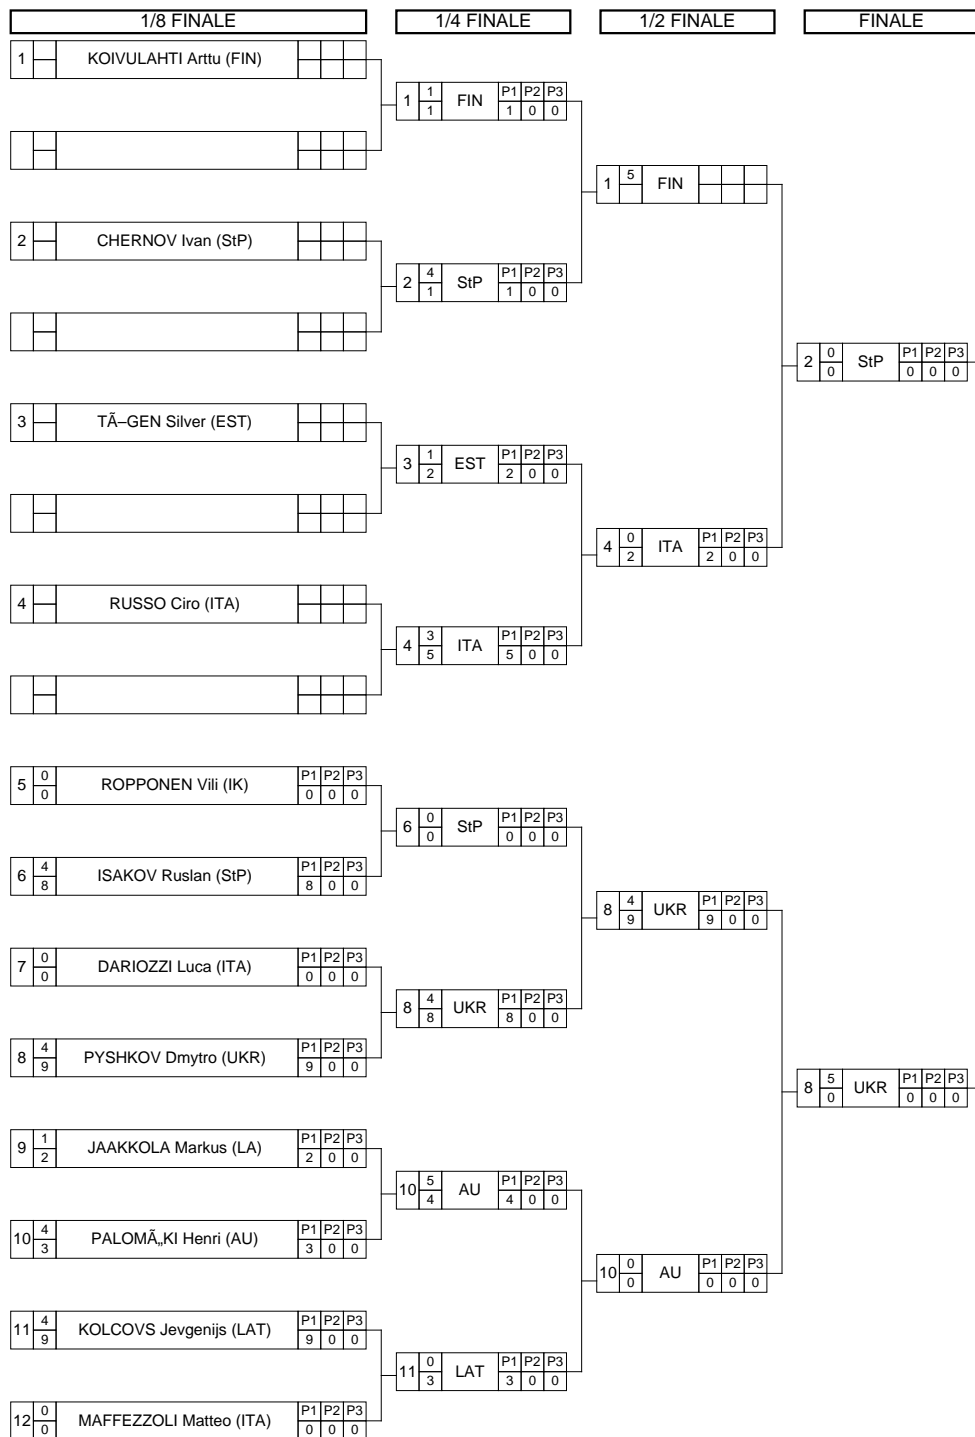 1/8 FINALE 1/4 FINALE 1/2 FINALE FINALE
1 KOIVULAHTI Arttu (FIN)
1 1 FIN P1 P2 P3
1 1 0 0
1 5 FIN
2 CHERNOV Ivan (StP)
2 4 StP P1 P2 P3
1 1 0 0
2 0 StP P1 P2 P3
0 0 0 0
3 TÃ–GEN Silver (EST)
3 1 EST P1 P2 P3
2 2 0 0
4 0 ITA P1 P2 P3
2 2 0 0
4 RUSSO Ciro (ITA)
4 3 ITA P1 P2 P3
5 5 0 0
5 0 ROPPONEN Vili (IK) P1 P2 P3
0 0 0 0
6 0 StP P1 P2 P3
0 0 0 0
6 4 ISAKOV Ruslan (StP) P1 P2 P3
8 8 0 0
8 4 UKR P1 P2 P3
9 9 0 0
7 0 DARIOZZI Luca (ITA) P1 P2 P3
0 0 0 0
8 4 UKR P1 P2 P3
8 8 0 0
8 4 PYSHKOV Dmytro (UKR) P1 P2 P3
9 9 0 0
8 5 UKR P1 P2 P3
0 0 0 0
9 1 JAAKKOLA Markus (LA) P1 P2 P3
2 2 0 0
10 5 AU P1 P2 P3
4 4 0 0
10 4 PALOMÃ„KI Henri (AU) P1 P2 P3
3 3 0 0
10 0 AU P1 P2 P3
0 0 0 0
11 4 KOLCOVS Jevgenijs (LAT) P1 P2 P3
9 9 0 0
11 0 LAT P1 P2 P3
3 3 0 0
12 0 MAFFEZZOLI Matteo (ITA) P1 P2 P3
0 0 0 0